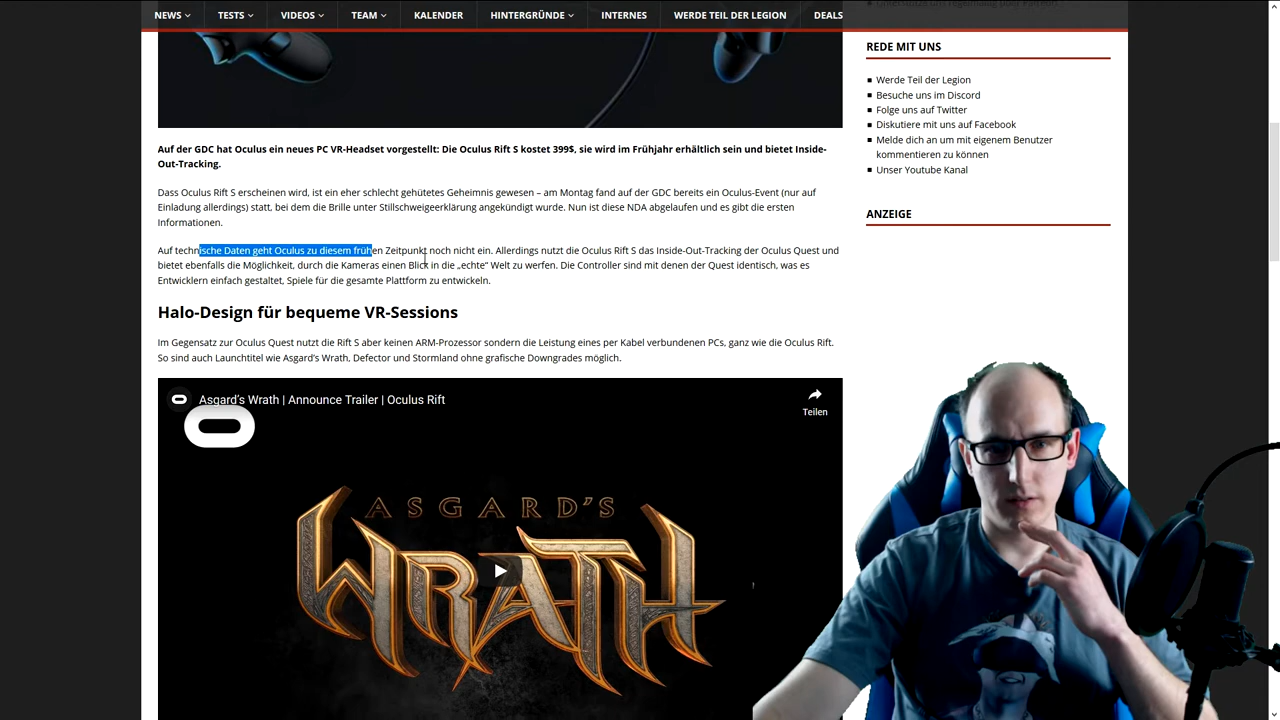 NEWS
TESTS
VIDEOS
TEAM
KALENDER
HINTERGRÜNDE
INTERNES
WERDE TEIL DER LEGION
DEALS
Auf der GDC hat Oculus ein neues PC VR-Headset vorgestellt: Die Oculus Rift S kostet 399$, sie wird im Frühjahr erhältlich sein und bietet Inside-
Out-Tracking.
Dass Oculus Rift S erscheinen wird, ist ein eher schlecht gehütetes Geheimnis gewesen – am Montag fand auf der GDC bereits ein Oculus-Event (nur auf
Einladung allerdings) statt, bei dem die Brille unter Stillschweigeerklärung angekündigt wurde. Nun ist diese NDA abgelaufen und es gibt die ersten
Informationen.
Auf technische Daten geht Oculus zu diesem frühen Zeitpunkt noch nicht ein. Allerdings nutzt die Oculus Rift S das Inside-Out-Tracking der Oculus Quest und
bietet ebenfalls die Möglichkeit, durch die Kameras einen Blick in die „echte“ Welt zu werfen. Die Controller sind mit denen der Quest identisch, was es
Entwicklern einfach gestaltet, Spiele für die gesamte Plattform zu entwickeln.
Halo-Design für bequeme VR-Sessions
Im Gegensatz zur Oculus Quest nutzt die Rift S aber keinen ARM-Prozessor sondern die Leistung eines per Kabel verbundenen PCs, ganz wie die Oculus Rift.
So sind auch Launchtitel wie Asgard’s Wrath, Defector und Stormland ohne grafische Downgrades möglich.
Asgard’s Wrath | Announce Trailer | Oculus Rift
Teilen
ASGARD'S
WRATH
REDE MIT UNS
Werde Teil der Legion
Besuche uns im Discord
Folge uns auf Twitter
Diskutiere mit uns auf Facebook
Melde dich an um mit eigenem Benutzer
kommentieren zu können
Unser Youtube Kanal
ANZEIGE